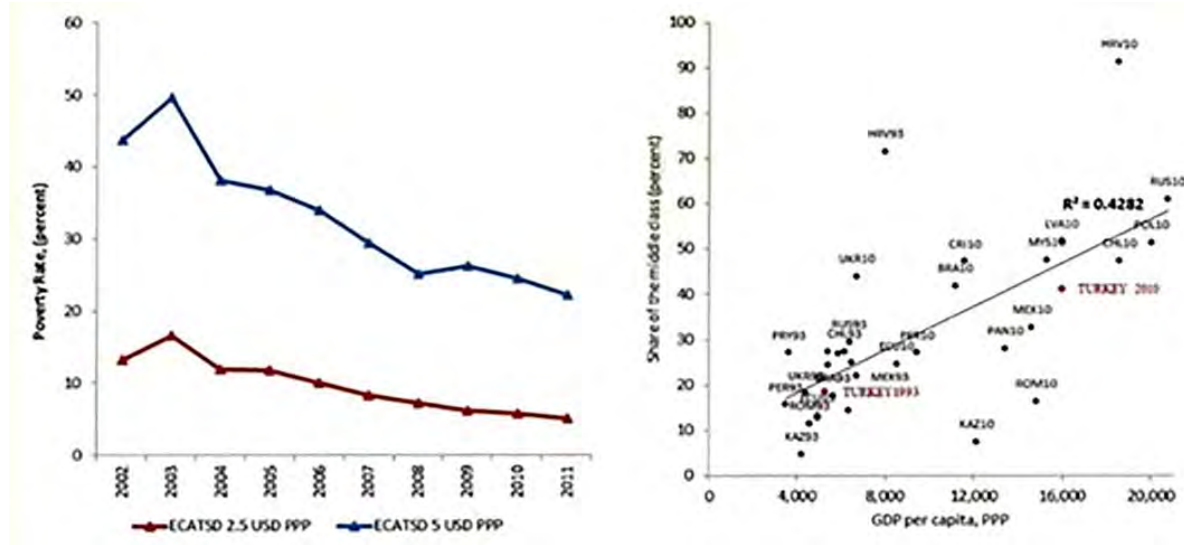 60
50
40
30
20
10
0
Poverty Rate, (percent)
2002
2003
2004
2005
2006
2007
2008
2009
2010
2011
ECATSD 2.5 USD PPP
ECATSD 5 USD PPP
100
90
80
70
60
50
40
30
20
10
0
Share of the middle class (percent)
HRV10
HRV93
RUS10
R² = 0.4282
LVA10
POL10
CRI10
MYS10
CHL10
UKR10
BRA10
TURKEY 2010
MEX10
RUS93
PRY93
CHL93
PER10
PAN10
ECU10
MEX93
PER93
TURKEY1993
ROM10
ROM93
KAZ93
KAZ10
0
4,000
8,000
12,000
16,000
20,000
GDP per capita, PPP